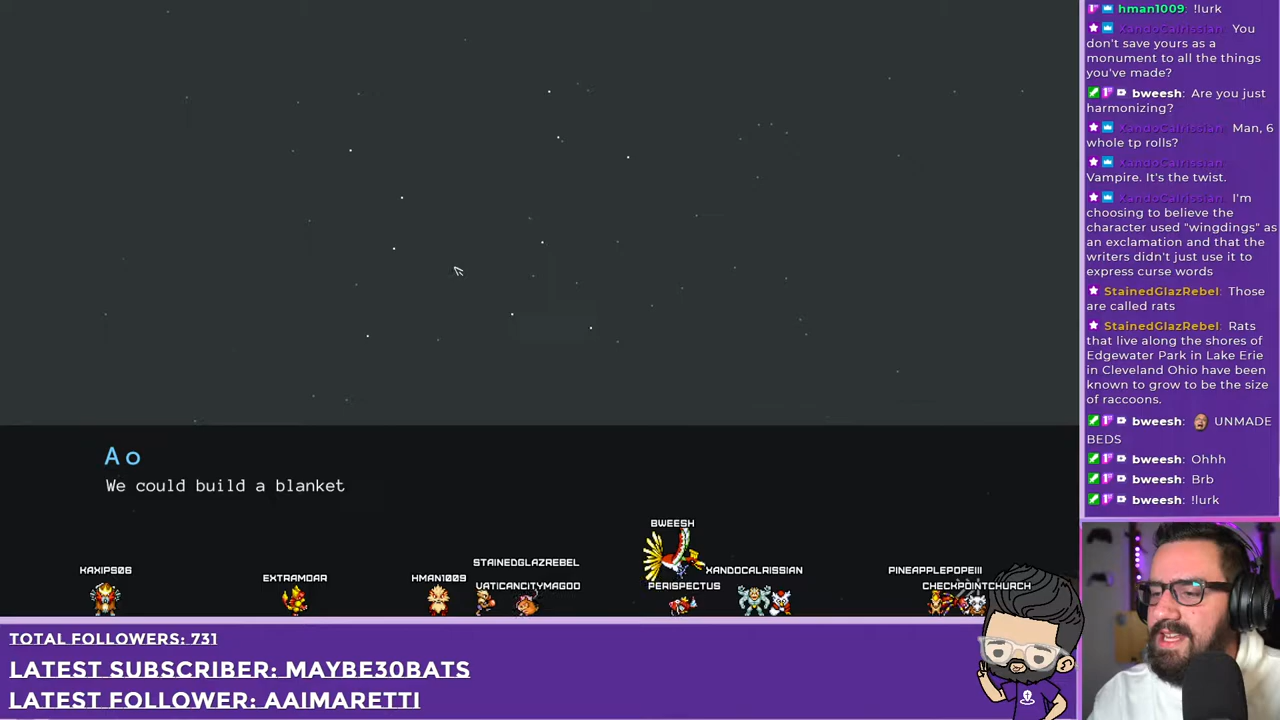 hman1009: !lurk
XandoCalrissian: You
don't save yours as a
monument to all the things
you've made?
bweesh: Are you just
harmonizing?
XandoCalrissian: Man, 6
whole tp rolls?
XandoCalrissian:
Vampire. It's the twist.
XandoCalrissian: I'm
choosing to believe the
character used "wingdings" as
an exclamation and that the
writers didn't just use it to
express curse words
StainedGlazRebel: Those
are called rats
StainedGlazRebel: Rats
that live along the shores of
Edgewater Park in Lake Erie
in Cleveland Ohio have been
known to grow to be the size
of raccoons.
bweesh: UNMADE
BEDS
bweesh: Ohhh
bweesh: Brb
bweesh: !lurk
Ao
We could build a blanket
BWEESH
STAINEDGLAZREBEL
KAXIPS06
EXTRAMOAR
HMAN1009
VATICANCITYMAGOO
PERISPECTUS
XANDOCALRISSIAN
PINEAPPLEPOPEIII
CHECKPOINTCHURCH
TOTAL FOLLOWERS: 731
LATEST SUBSCRIBER: MAYBE30BATS
LATEST FOLLOWER: AAIMARETTI